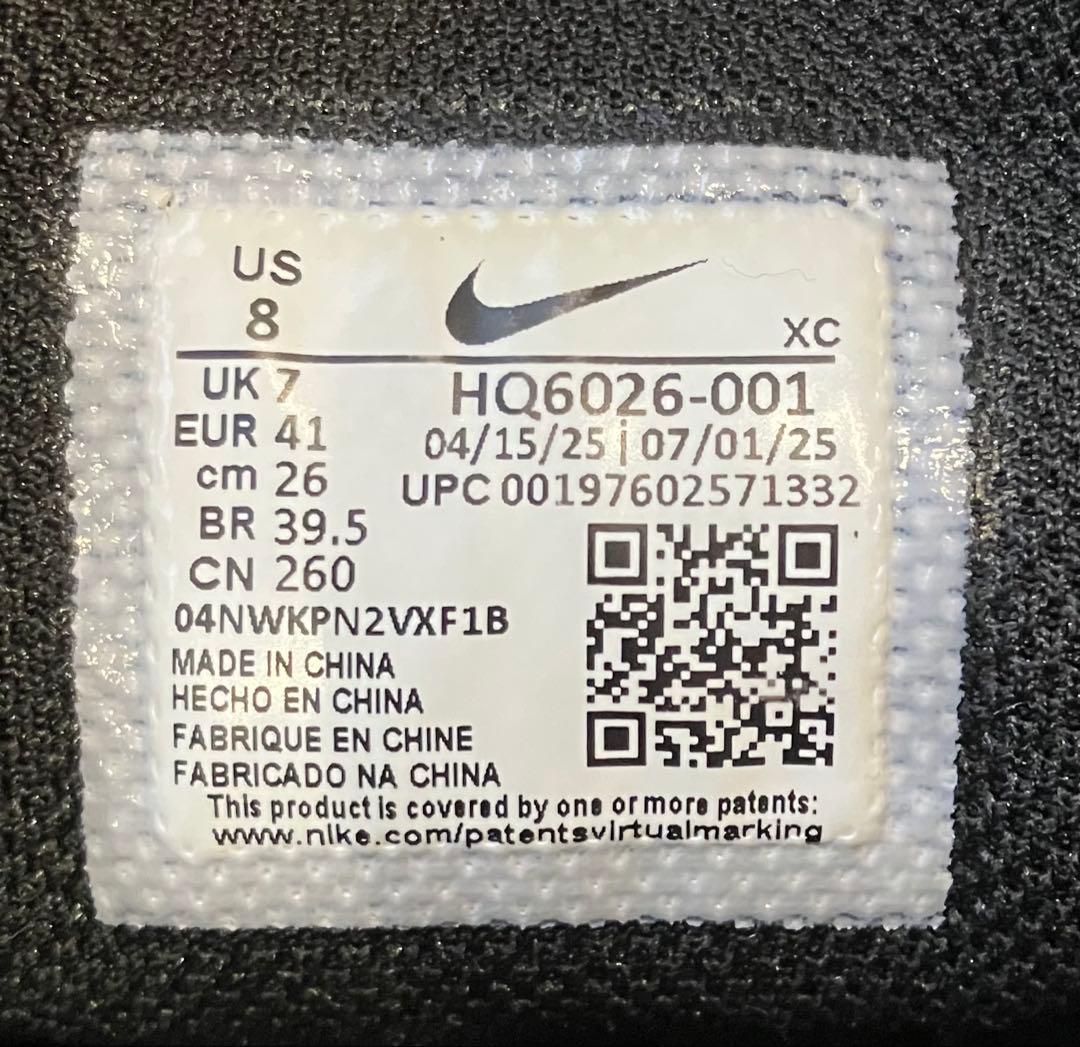 US
8
XC
UK 7
HQ6026-001
EUR 41
04/15/25 | 07/01/25
cm 26
UPC 00197602571332
BR 39.5
CN 260
04NWKPN2VXF1B
MADE IN CHINA
HECHO EN CHINA
FABRIQUE EN CHINE
FABRICADO NA CHINA
This product is covered by one or more patents:
www.nike.com/patentsvirtualmarking